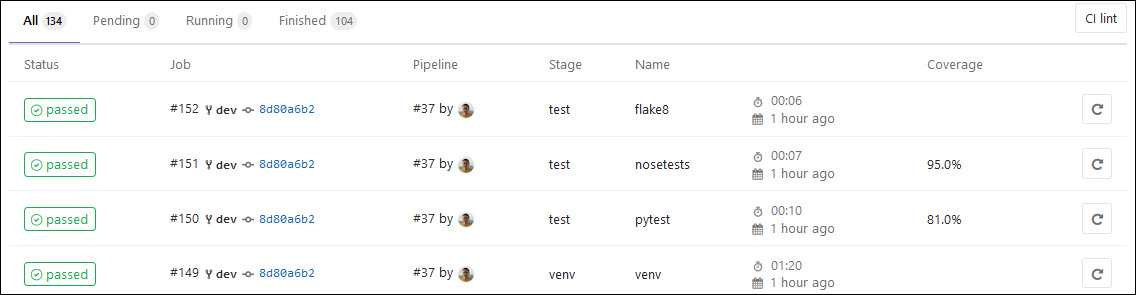 All 134 Pending 0 Running 0 Finished 104 CI lint
Status Job Pipeline Stage Name Coverage
passed #152 dev 8d80a6b2 #37 by test flake8 00:06
1 hour ago
passed #151 dev 8d80a6b2 #37 by test nosetests 00:07 95.0%
1 hour ago
passed #150 dev 8d80a6b2 #37 by test pytest 00:10 81.0%
1 hour ago
passed #149 dev 8d80a6b2 #37 by venv venv 01:20
1 hour ago